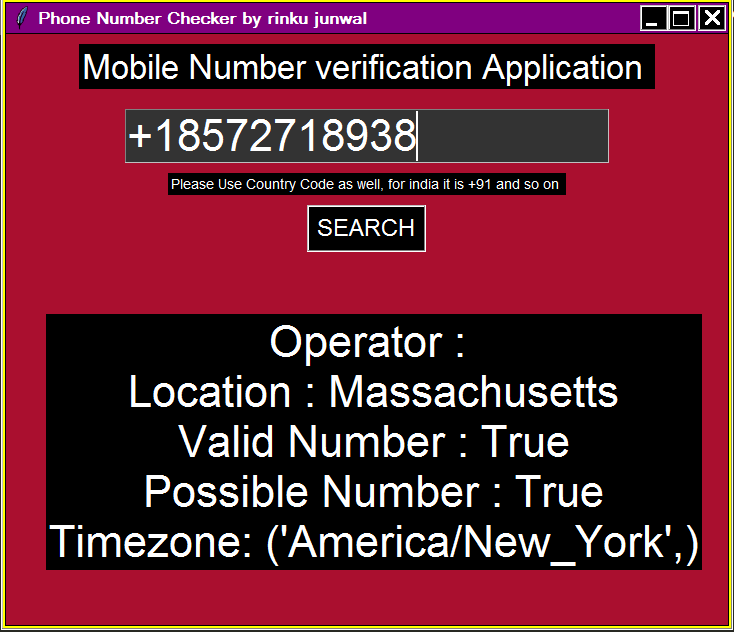 Phone Number Checker by rinku junwal
Mobile Number verification Application
+18572718938
Please Use Country Code as well, for india it is +91 and so on
SEARCH
Operator :
Location : Massachusetts
Valid Number : True
Possible Number : True
Timezone: ('America/New_York',)